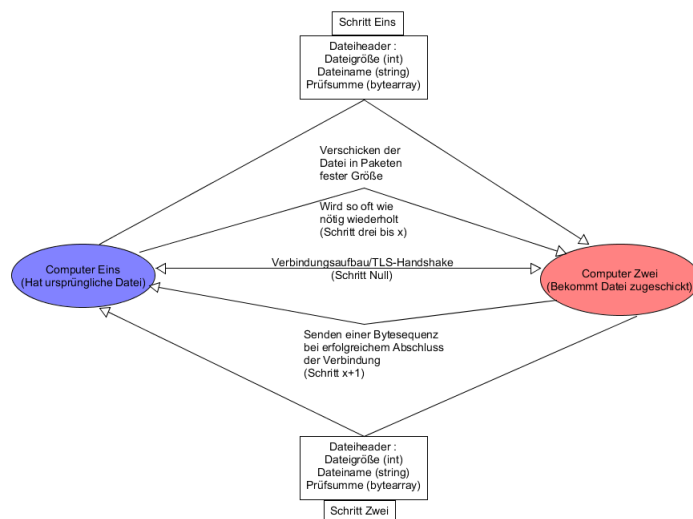 Schritt Eins
Dateiheader :
Dateigröße (int)
Dateiname (string)
Prüfsumme (bytearray)
Verschicken der
Datei in Paketen
fester Größe
Wird so oft wie
nötig wiederholt
(Schritt drei bis x)
Computer Eins
(Hat ursprüngliche Datei)
Verbindungsaufbau/TLS-Handshake
(Schritt Null)
Computer Zwei
(Bekommt Datei zugeschickt)
Senden einer Bytesequenz
bei erfolgreichem Abschluss
der Verbindung
(Schritt x+1)
Dateiheader :
Dateigröße (int)
Dateiname (string)
Prüfsumme (bytearray)
Schritt Zwei